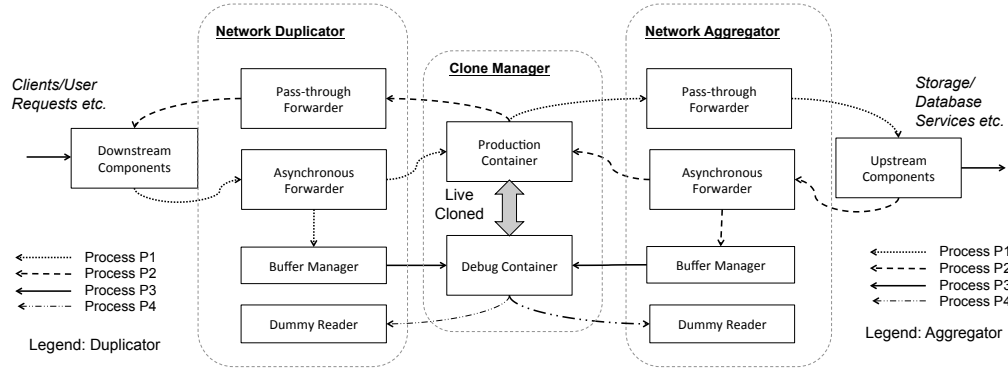 Network Duplicator
Network Aggregator
Clients/User
Requests etc.
Clone Manager
Storage/
Database
Services etc.
Pass-through
Forwarder
Pass-through
Forwarder
Downstream
Components
Production
Container
Upstream
Components
Asynchronous
Forwarder
Asynchronous
Forwarder
Live
Cloned
Buffer Manager
Debug Container
Buffer Manager
Dummy Reader
Dummy Reader
Process P1
Process P2
Process P3
Process P4
Legend: Duplicator
Process P1
Process P2
Process P3
Process P4
Legend: Aggregator